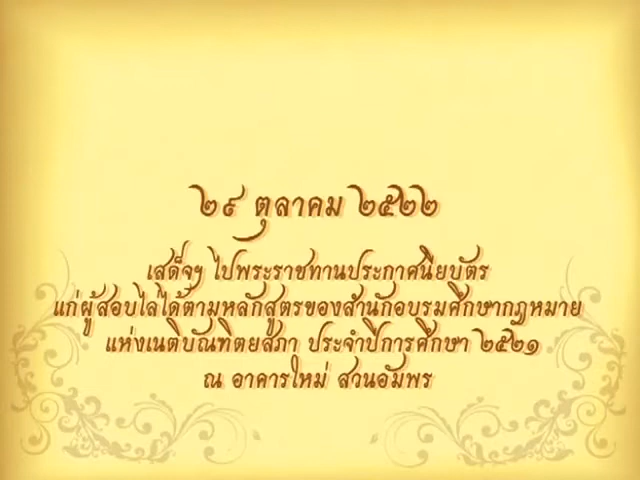 ๒๙ ตุลาคม ๒๕๒๒
เสด็จฯ ไปพระราชทานประกาศนียบัตร
แก่ผู้สอบไล่ได้ตามหลักสูตรของสำนักอบรมศึกษากฎหมาย
แห่งเนติบัณฑิตยสภา ประจำปีการศึกษา ๒๕๒๑
ณ อาคารใหม่ สวนอัมพร